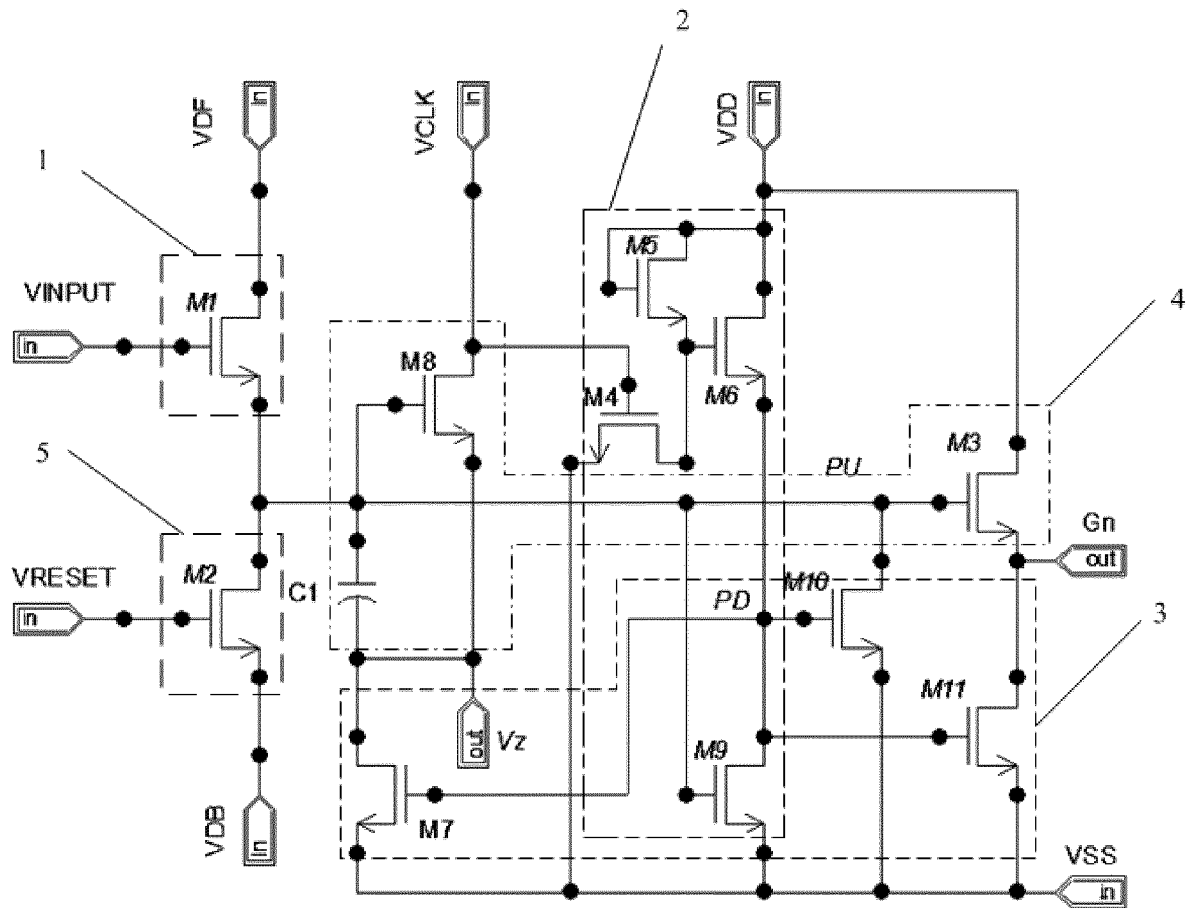 2
VDF
in
VCLK
in
VDD
in
1
M5
4
VINPUT
in
M1
M8
M4
M6
M3
5
PU
Gn
out
VRESET
in
M2
C1
M10
PD
3
M11
out
Vz
M9
VDB
in
M7
VSS
in